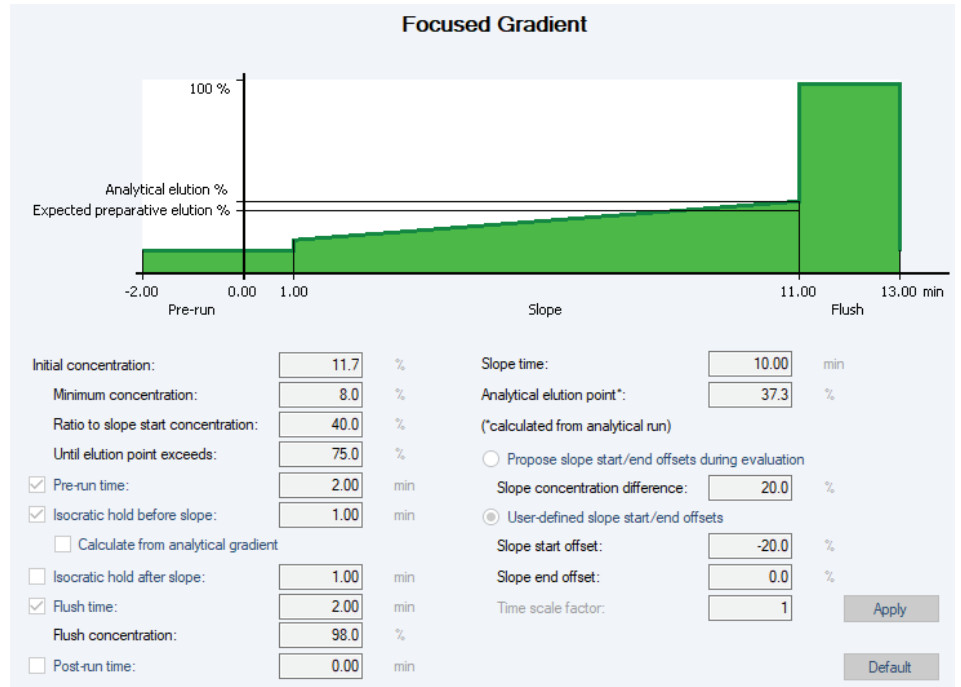 Focused Gradient
100 %
Analytical elution %
Expected preparative elution %
-2.00 0.00 1.00 11.00 13.00 min
Pre-run Slope Flush
Initial concentration: 11.7 %
Minimum concentration: 8.0 %
Ratio to slope start concentration: 40.0 %
Until elution point exceeds: 75.0 %
Pre-run time: 2.00 min
Isocratic hold before slope: 1.00 min
Calculate from analytical gradient
Isocratic hold after slope: 1.00 min
Flush time: 2.00 min
Flush concentration: 98.0 %
Post-run time: 0.00 min
Slope time: 10.00 min
Analytical elution point*: 37.3 %
(*calculated from analytical run)
Propose slope start/end offsets during evaluation
Slope concentration difference: 20.0 %
User-defined slope start/end offsets
Slope start offset: -20.0 %
Slope end offset: 0.0 %
Time scale factor: 1
Apply
Default